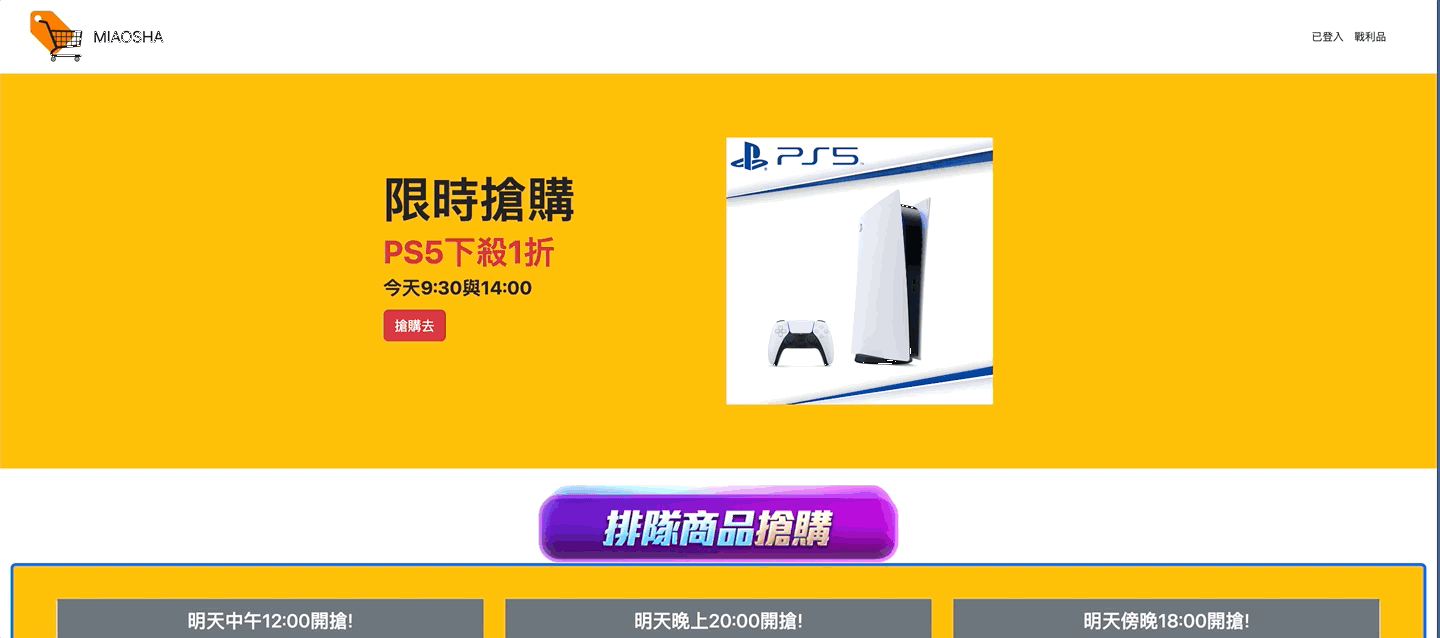 MIAOSHA
已登入 戰利品
限時搶購
PS5下殺1折
今天9:30與14:00
搶購去
PS5
排隊商品搶購
明天中午12:00開搶!
明天晚上20:00開搶!
明天傍晚18:00開搶!